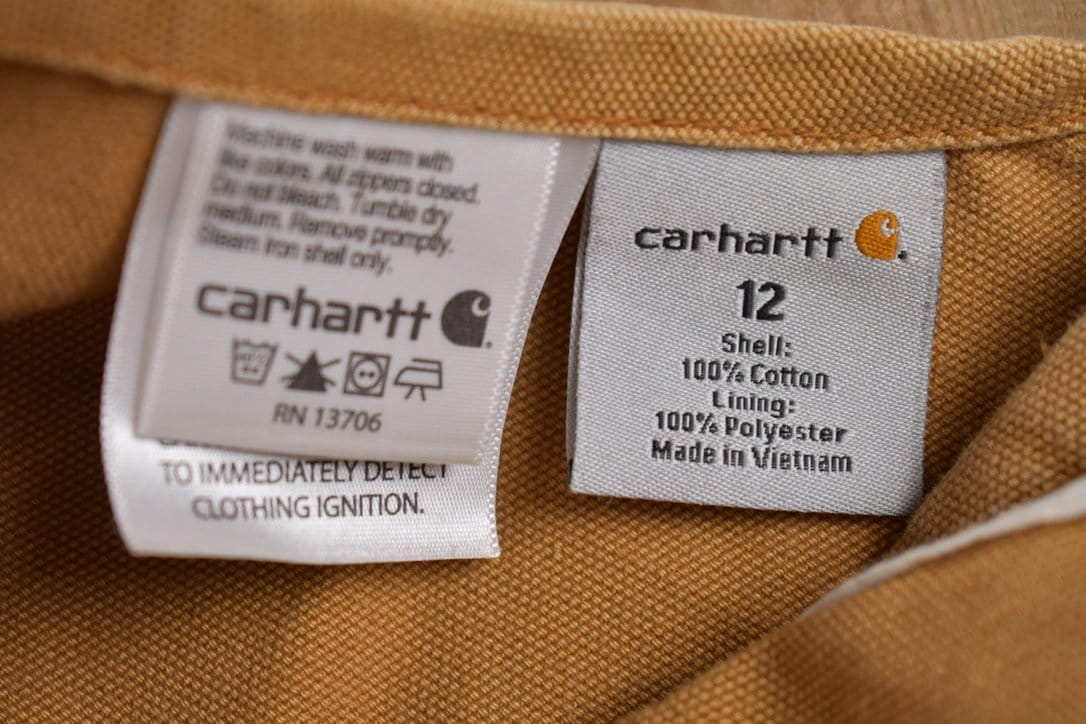 Machine wash warm with
like colors. All zippers closed.
Do not bleach. Tumble dry
medium. Remove promptly.
Steam iron shell only.
carhartt
RN 13706
TO IMMEDIATELY DETECT
CLOTHING IGNITION.
carhartt
12
Shell:
100% Cotton
Lining:
100% Polyester
Made in Vietnam